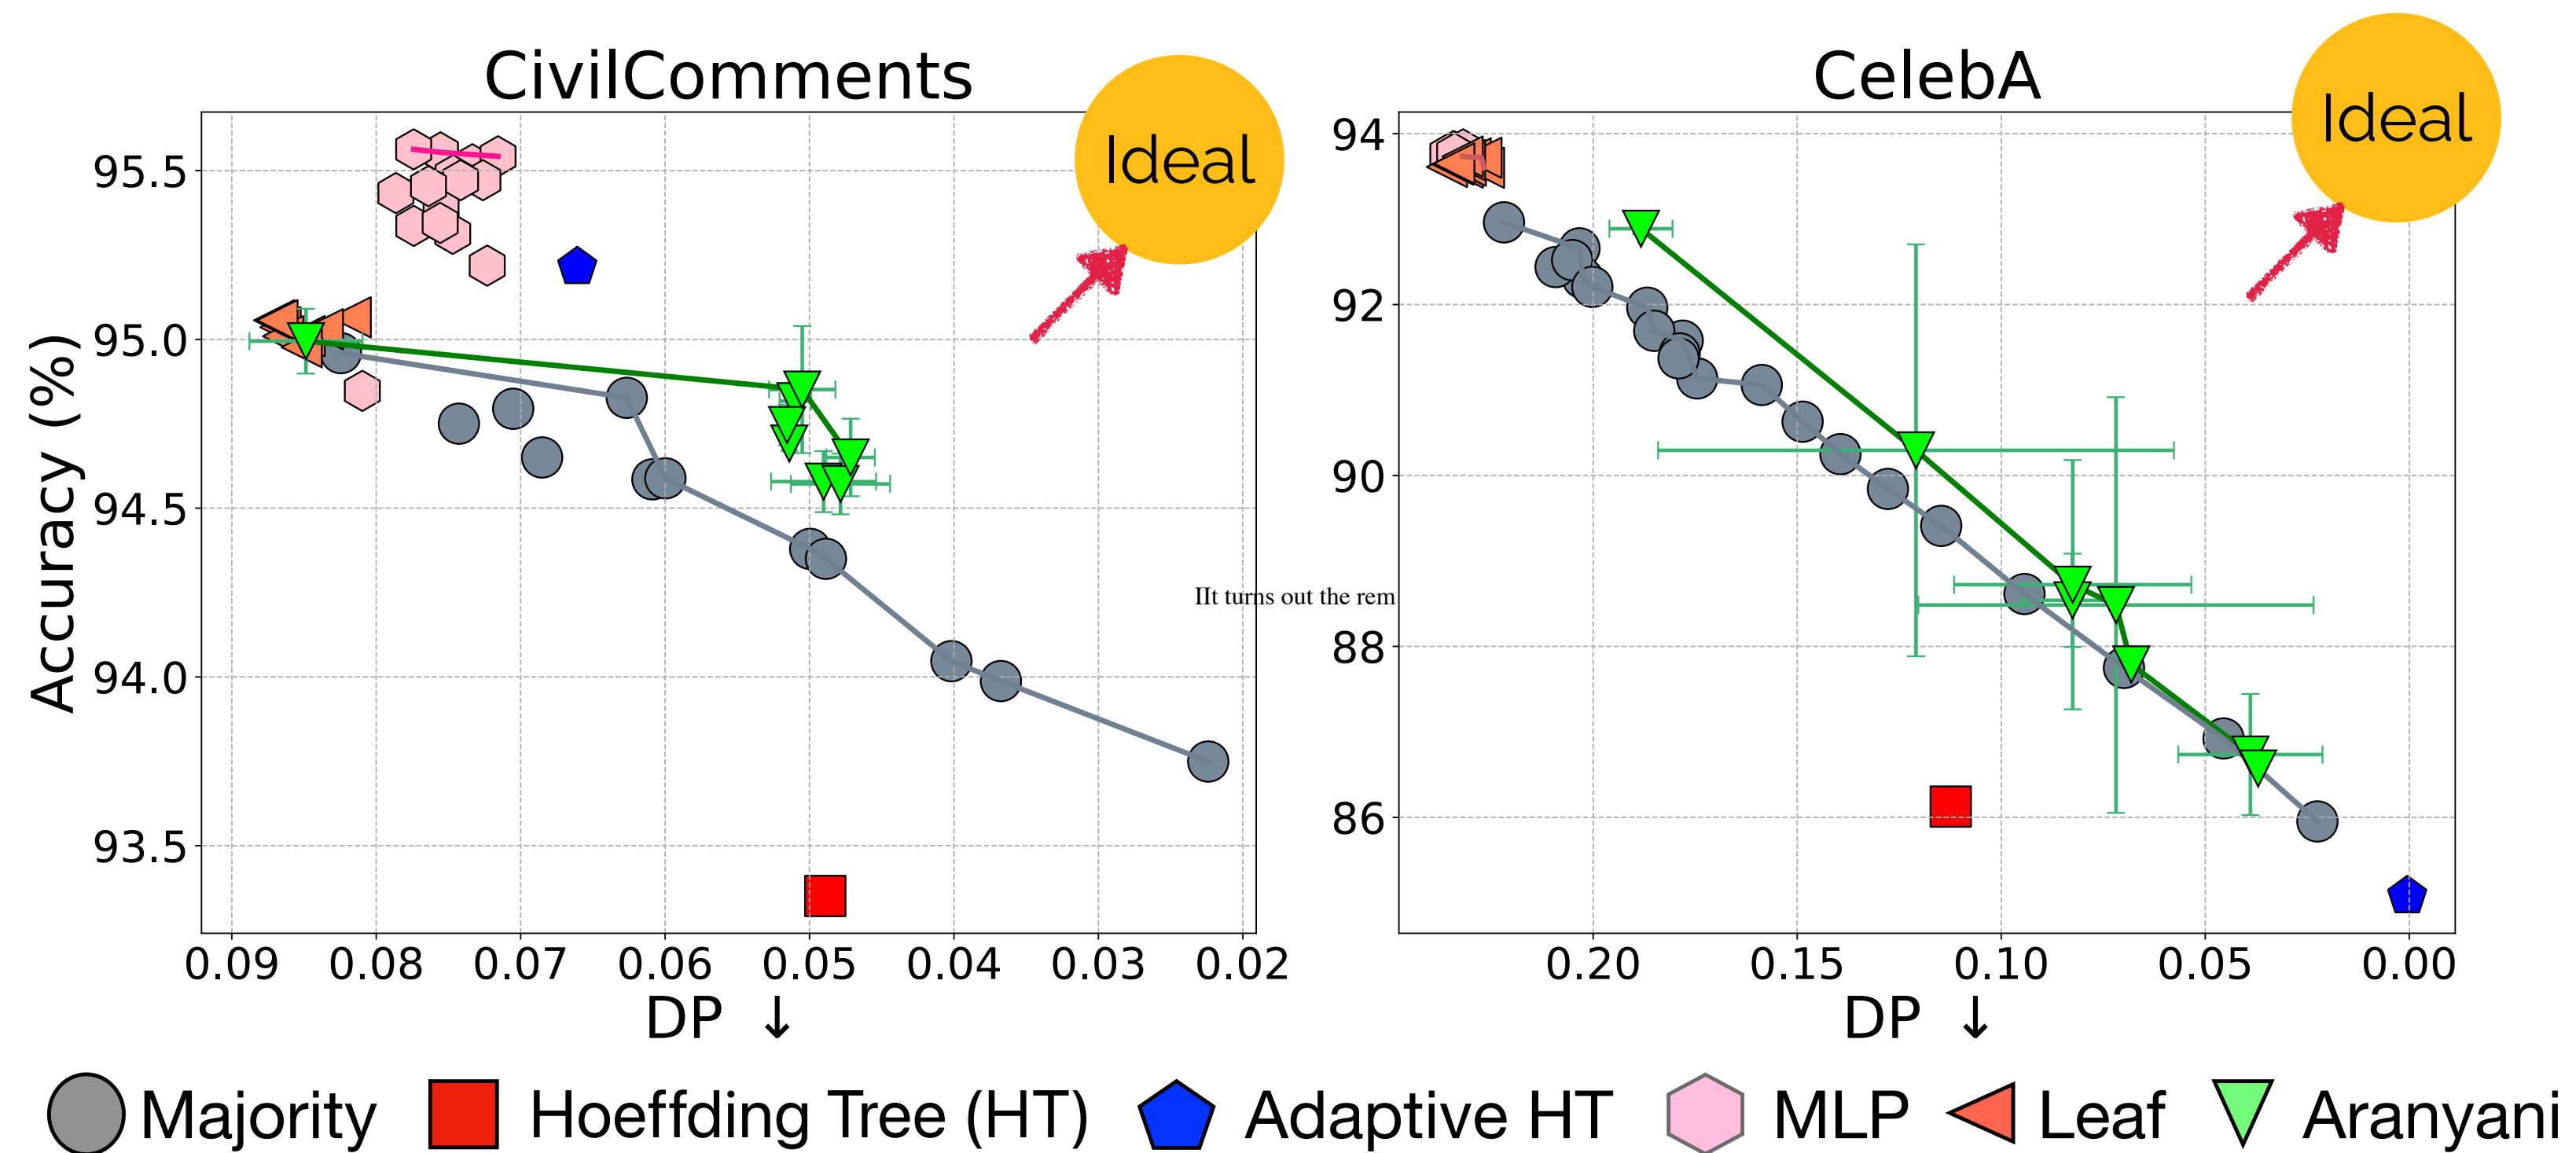 CivilComments
Ideal
Accuracy (%)
95.5
95.0
94.5
94.0
93.5
0.09 0.08 0.07 0.06 0.05 0.04 0.03 0.02
DP ↓
IIt turns out the rem
CelebA
Ideal
94
92
90
88
86
0.20 0.15 0.10 0.05 0.00
DP ↓
Majority Hoeffding Tree (HT) Adaptive HT MLP Leaf Aranyani